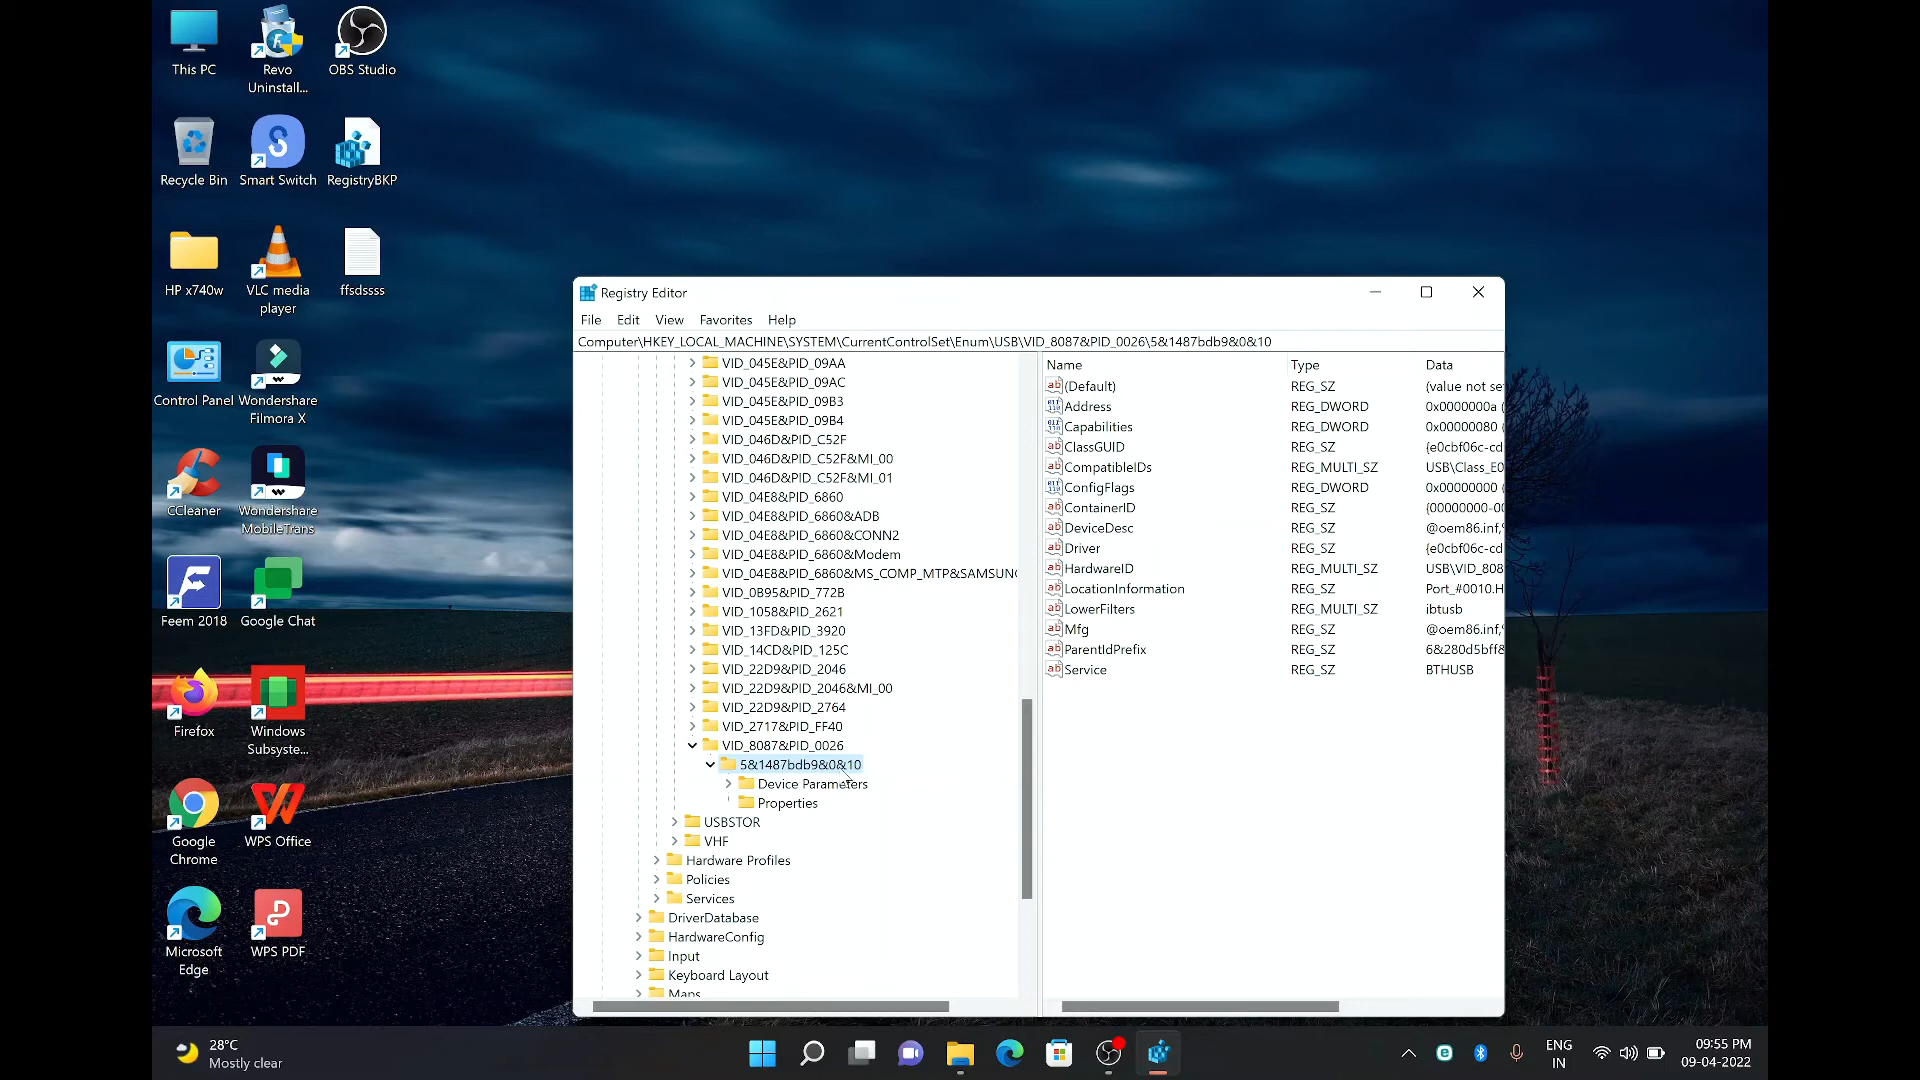 This PC
Revo
Uninstall...
OBS Studio
Recycle Bin
Smart Switch
RegistryBKP
HP x740w
VLC media
player
ffsdssss
Control Panel
Wondershare
Filmora X
CCleaner
Wondershare
MobileTrans
Feem 2018
Google Chat
Firefox
Windows
Subsyste...
Google
Chrome
WPS Office
Microsoft
Edge
WPS PDF
Registry Editor
File Edit View Favorites Help
Computer\HKEY_LOCAL_MACHINE\SYSTEM\CurrentControlSet\Enum\USB\VID_8087&PID_0026\5&1487bdb9&0&10
VID_045E&PID_09AA
VID_045E&PID_09AC
VID_045E&PID_09B3
VID_045E&PID_09B4
VID_046D&PID_C52F
VID_046D&PID_C52F&MI_00
VID_046D&PID_C52F&MI_01
VID_04E8&PID_6860
VID_04E8&PID_6860&ADB
VID_04E8&PID_6860&CONN2
VID_04E8&PID_6860&Modem
VID_04E8&PID_6860&MS_COMP_MTP&SAMSUNG
VID_0B95&PID_772B
VID_1058&PID_2621
VID_13FD&PID_3920
VID_14CD&PID_125C
VID_22D9&PID_2046
VID_22D9&PID_2046&MI_00
VID_22D9&PID_2764
VID_2717&PID_FF40
VID_8087&PID_0026
5&1487bdb9&0&10
Device Parameters
Properties
USBSTOR
VHF
Hardware Profiles
Policies
Services
DriverDatabase
HardwareConfig
Input
Keyboard Layout
Maps
Name Type Data
(Default) REG_SZ (value not se
Address REG_DWORD 0x0000000a (
Capabilities REG_DWORD 0x00000080 (
ClassGUID REG_SZ {e0cbf06c-cd
CompatibleIDs REG_MULTI_SZ USB\Class_E0
ConfigFlags REG_DWORD 0x00000000 (
ContainerID REG_SZ {00000000-00
DeviceDesc REG_SZ @oem86.inf,%
Driver REG_SZ {e0cbf06c-cd
HardwareID REG_MULTI_SZ USB\VID_808
LocationInformation REG_SZ Port_#0010.H
LowerFilters REG_MULTI_SZ ibtusb
Mfg REG_SZ @oem86.inf,%
ParentIdPrefix REG_SZ 6&280d5bff&
Service REG_SZ BTHUSB
28°C
Mostly clear
ENG
IN
09:55 PM
09-04-2022